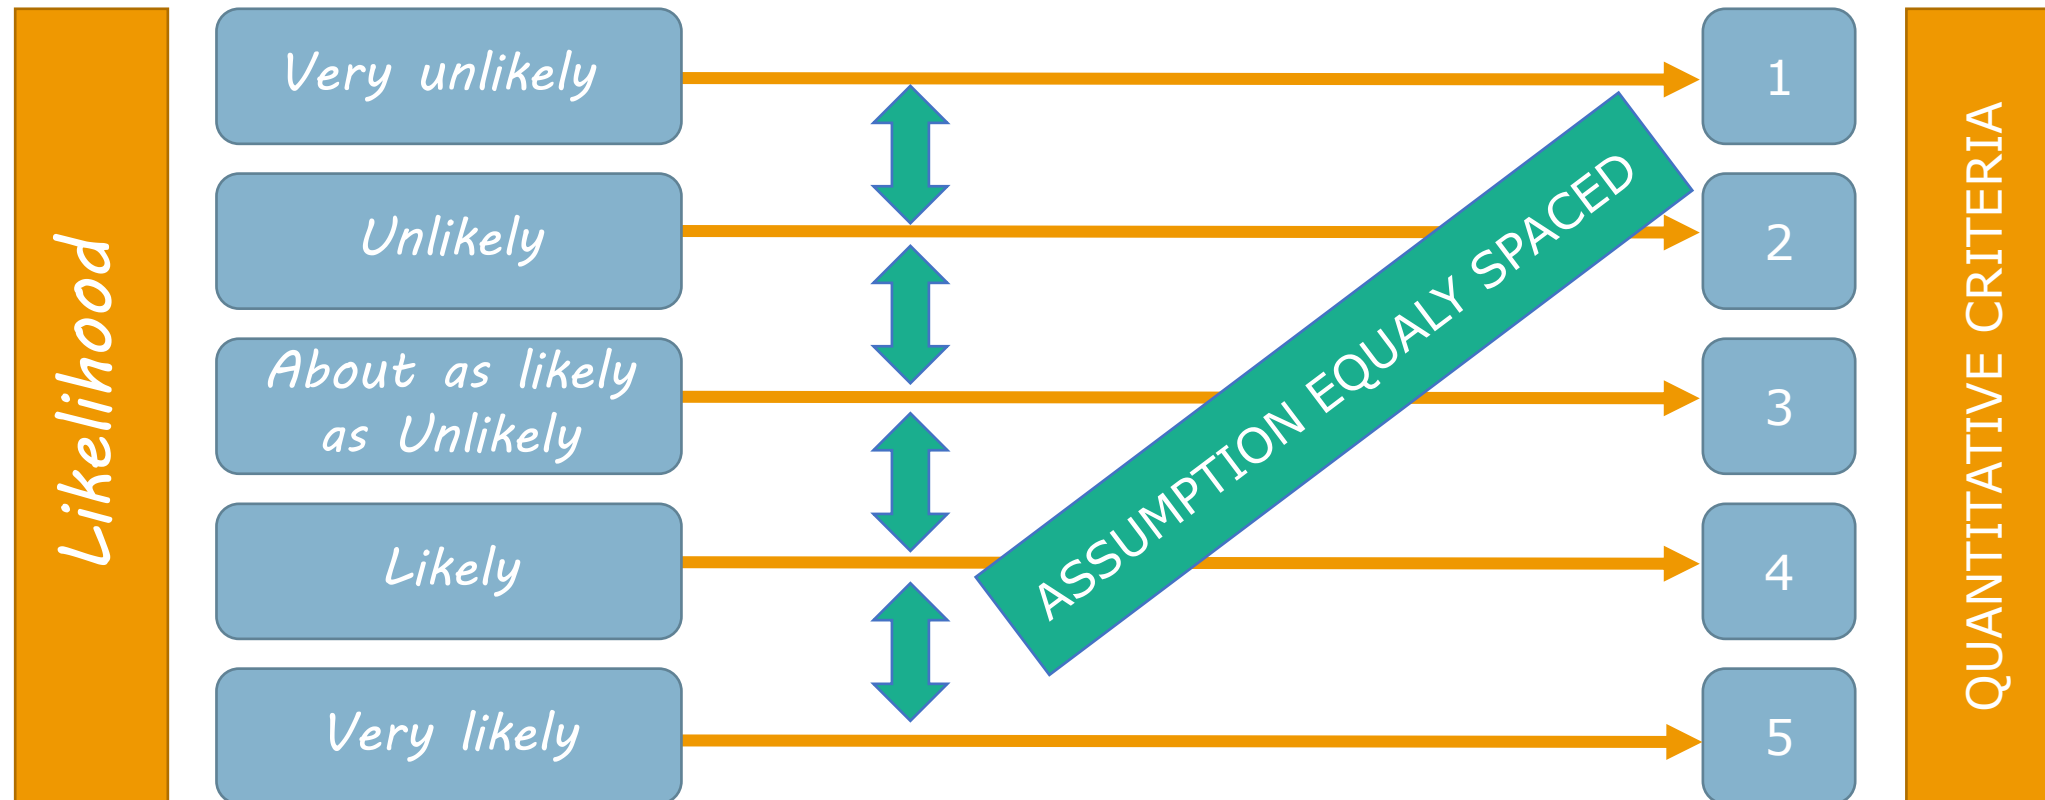 Likelihood
Very unlikely
1
Unlikely
2
About as likely
as Unlikely
3
Likely
4
Very likely
5
ASSUMPTION EQUALY SPACED
QUANTITATIVE CRITERIA